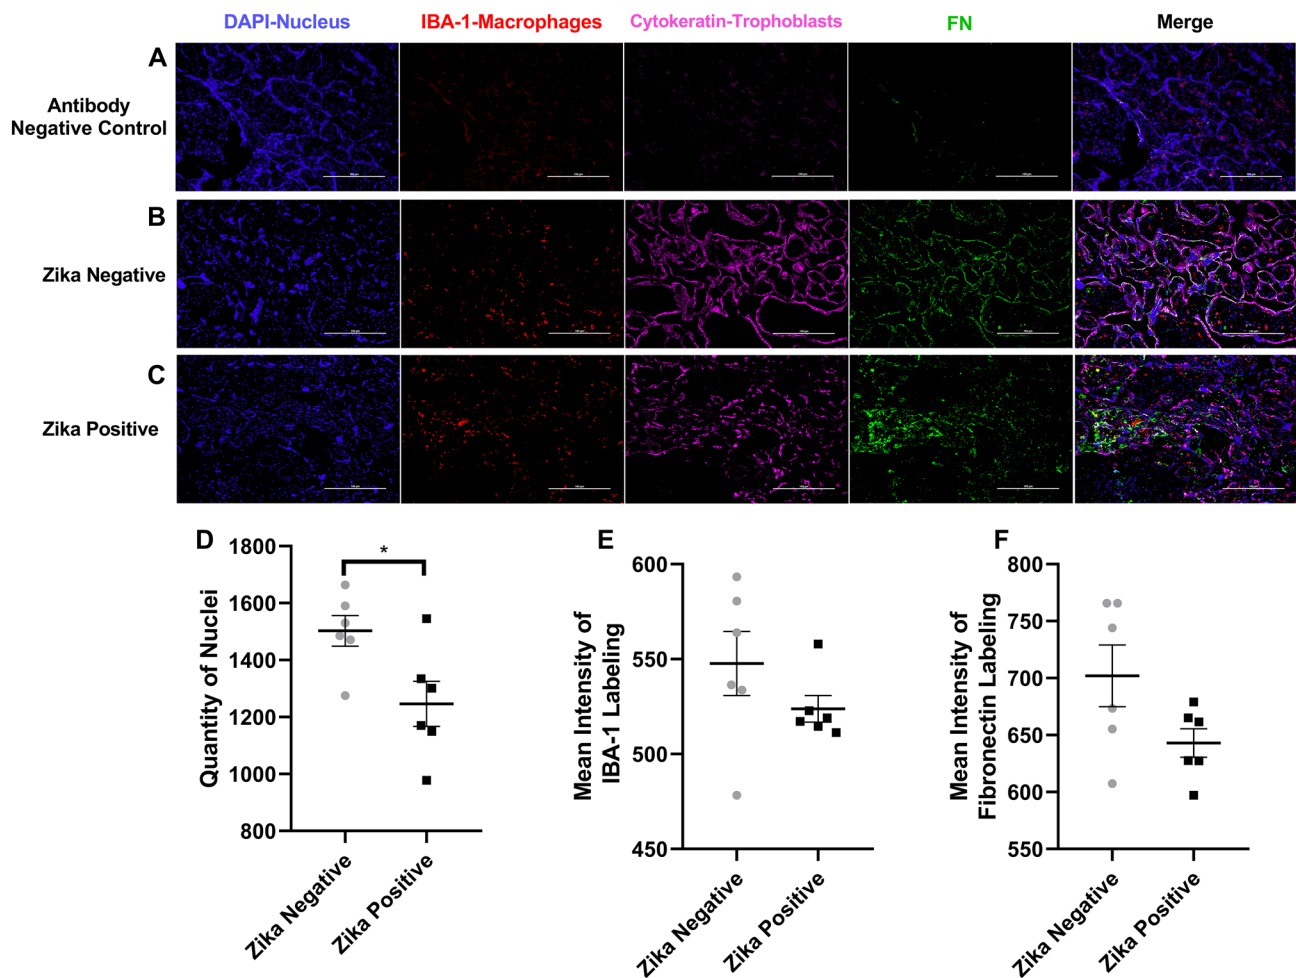 DAPI-Nucleus IBA-1-Macrophages Cytokeratin-Trophoblasts FN Merge
A
Antibody
Negative Control
B
Zika Negative
C
Zika Positive
D
Quantity of Nuclei
1800
1600
1400
1200
1000
800
*
Zika Negative
Zika Positive
E
Mean Intensity of
IBA-1 Labeling
600
550
500
450
Zika Negative
Zika Positive
F
Mean Intensity of
Fibronectin Labeling
800
750
700
650
600
550
Zika Negative
Zika Positive